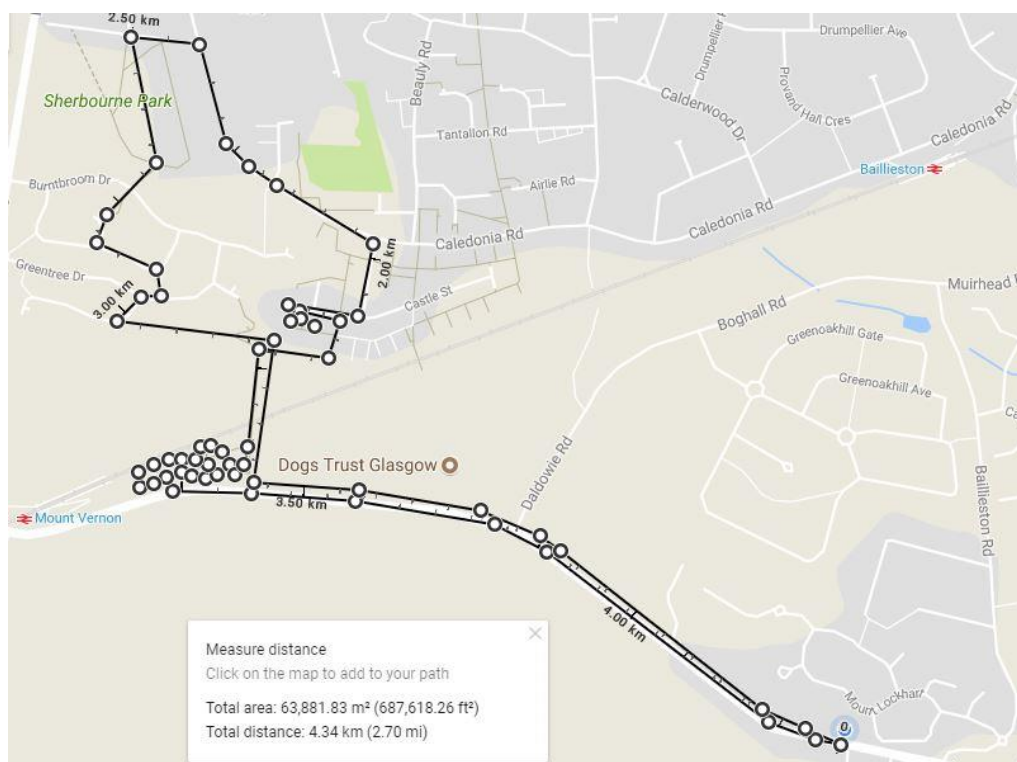 2.50 km
Drumpellier Ave
Beauly Rd
Sherbourne Park
Calderwood Dr
Provand Hall Cres
Tantallon Rd
Caledonia Rd
Baillieston
Burntbroom Dr
Airlie Rd
Caledonia Rd
Caledonia Rd
2.00 km
Greentree Dr
3.00 km
Castle St
Muirhead
Boghall Rd
Greenoakhill Gate
Greenoakhill Ave
Dogs Trust Glasgow
Daldowie Rd
Baillieston Rd
3.50 km
Mount Vernon
4.00 km
Mount Lockhart
0
Measure distance
Click on the map to add to your path
Total area: 63,881.83 m² (687,618.26 ft²)
Total distance: 4.34 km (2.70 mi)